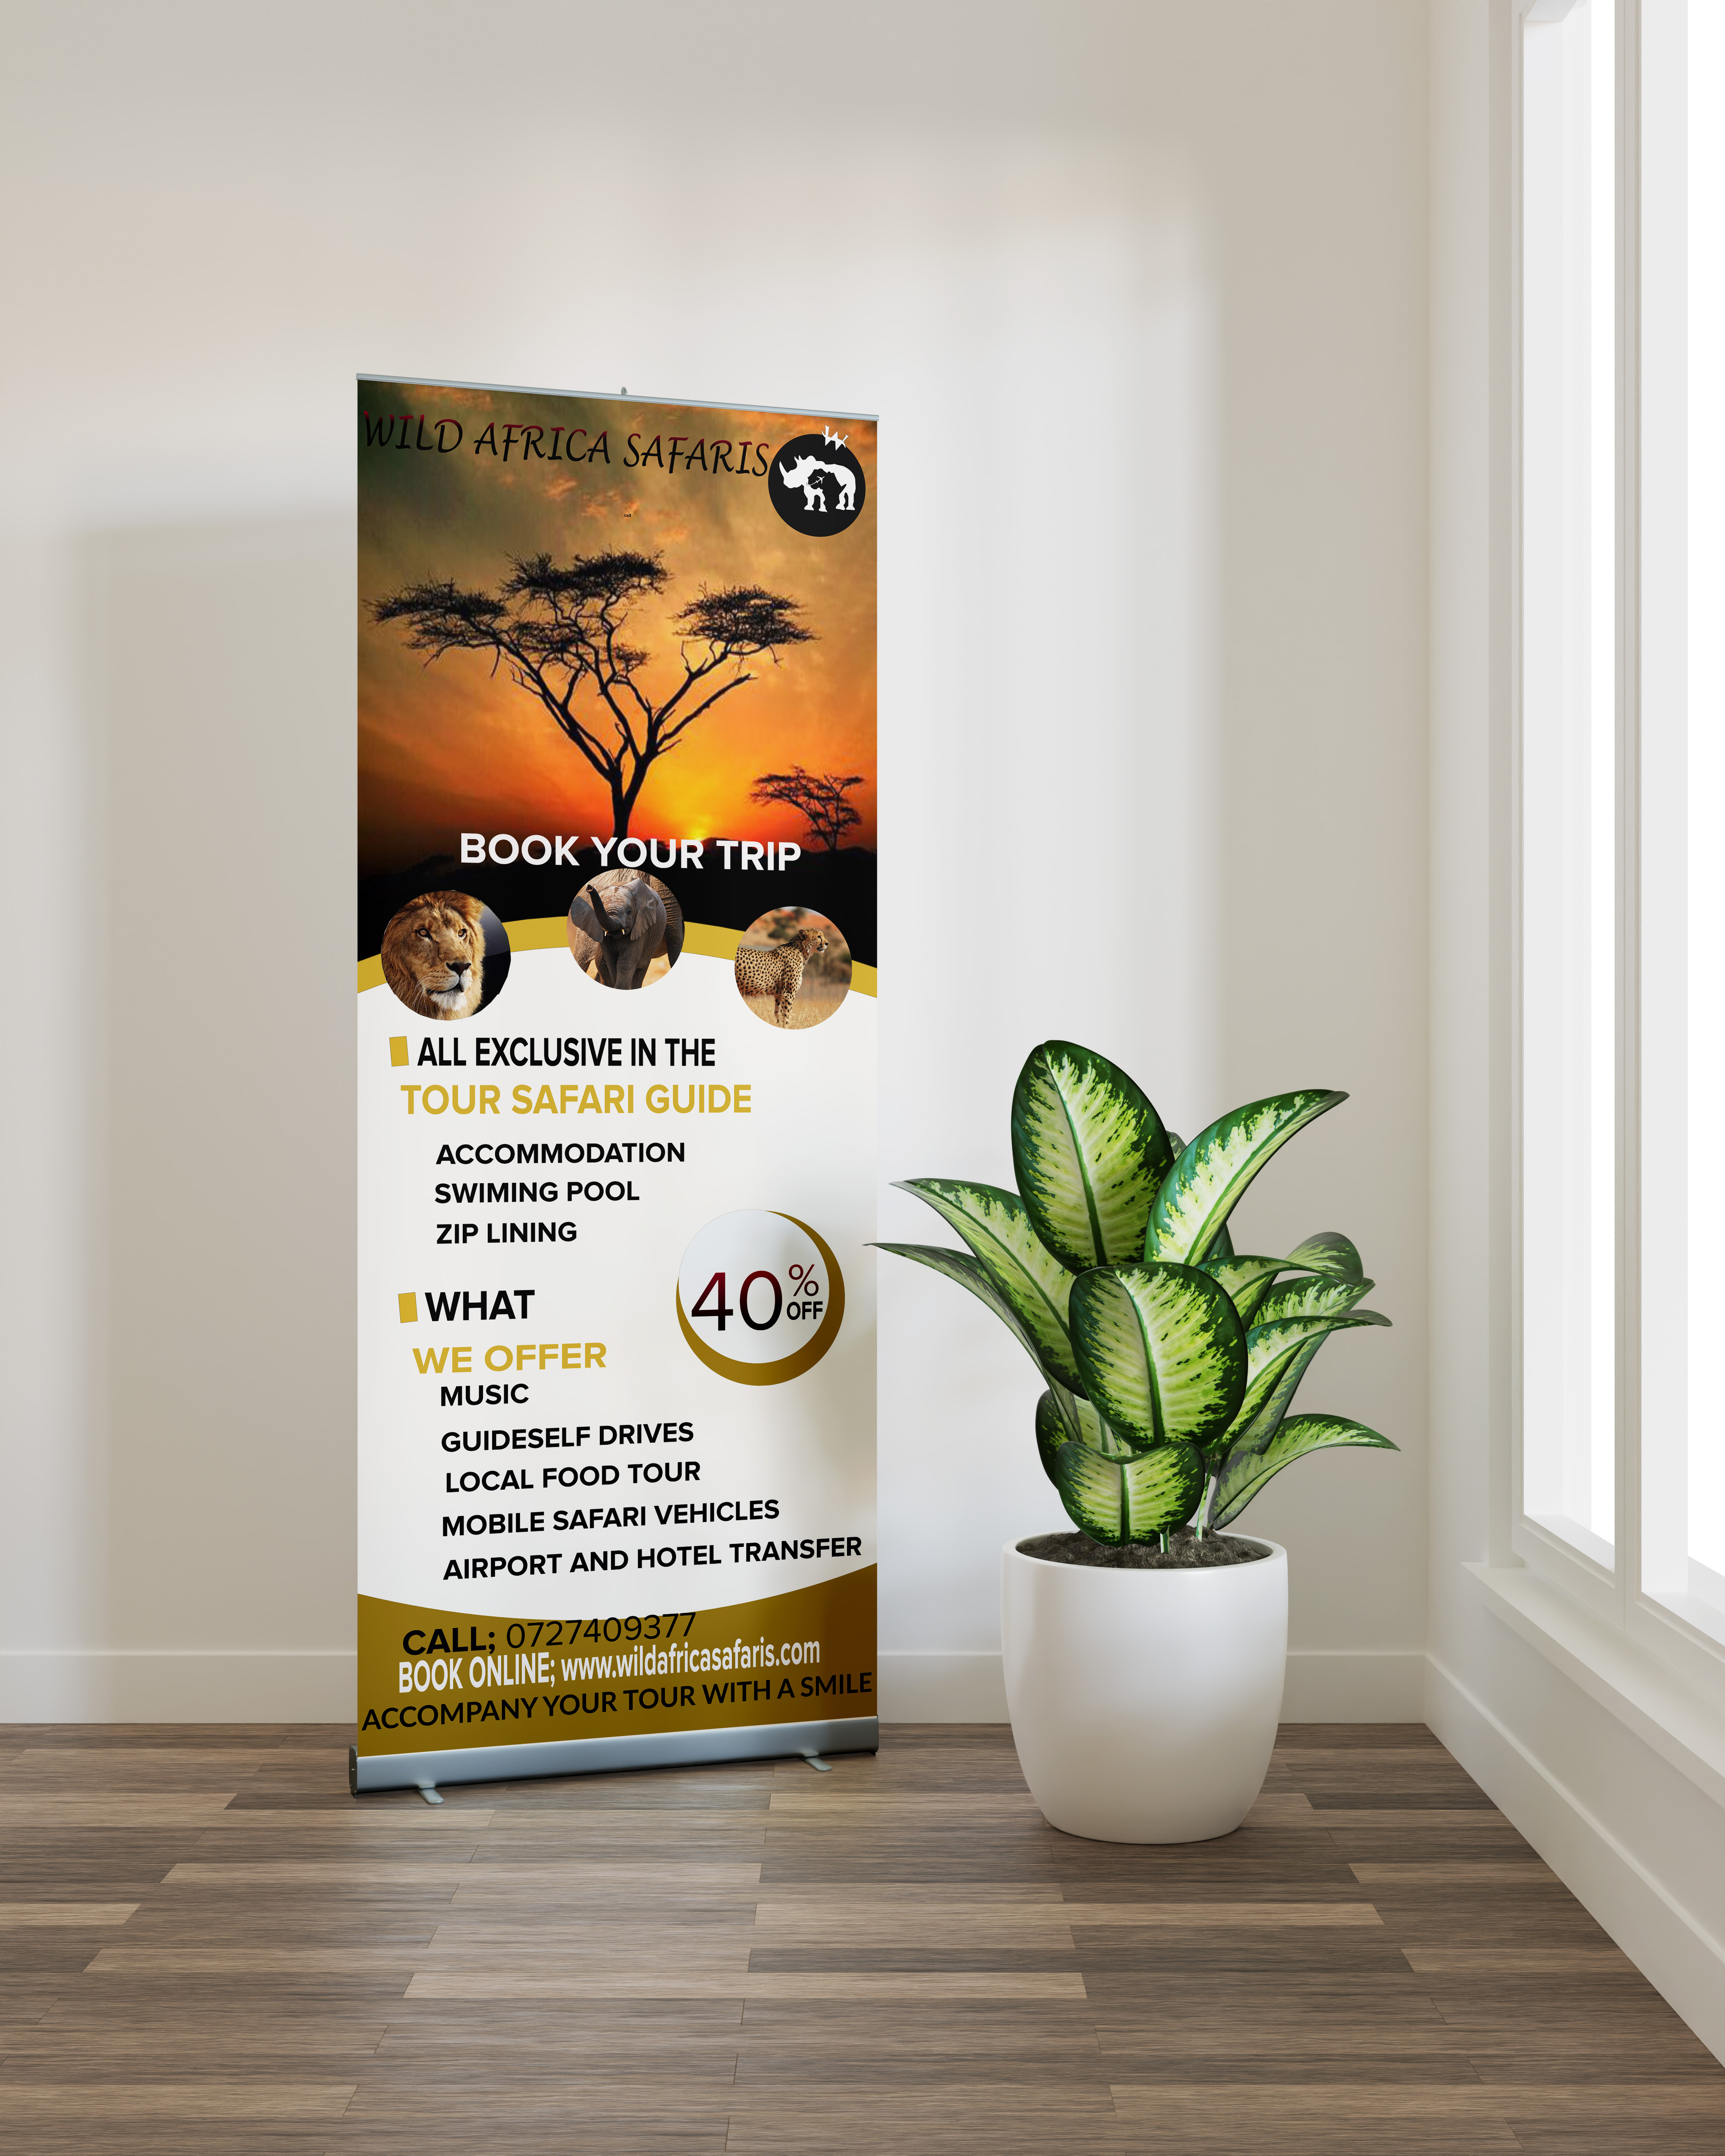 WILD AFRICA SAFARIS
BOOK YOUR TRIP
ALL EXCLUSIVE IN THE
TOUR SAFARI GUIDE
ACCOMMODATION
SWIMING POOL
ZIP LINING
40%
OFF
WHAT
WE OFFER
MUSIC
GUIDESELF DRIVES
LOCAL FOOD TOUR
MOBILE SAFARI VEHICLES
AIRPORT AND HOTEL TRANSFER
CALL; 0727409377
BOOK ONLINE; www.wildafricasafaris.com
ACCOMPANY YOUR TOUR WITH A SMILE